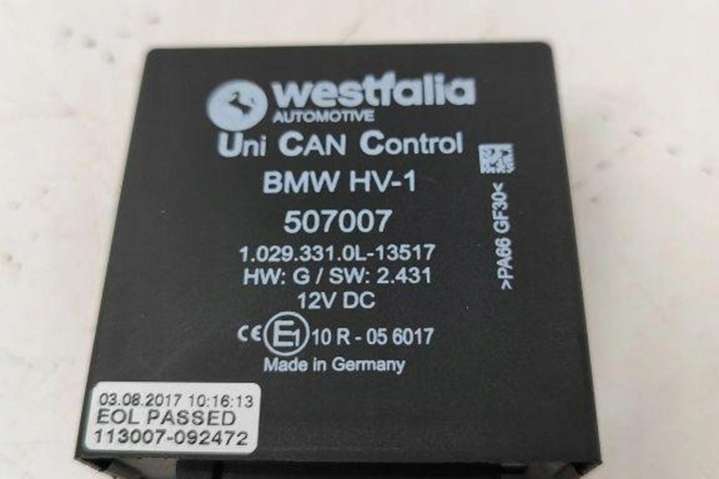 westfalia
AUTOMOTIVE
Uni CAN Control
BMW HV-1
507007
1.029.331.0L-13517
HW: G / SW: 2.431
12V DC
CE E1 10 R - 05 6017
Made in Germany
>PA66 GF30<
03.08.2017 10:16:13
EOL PASSED
113007-092472